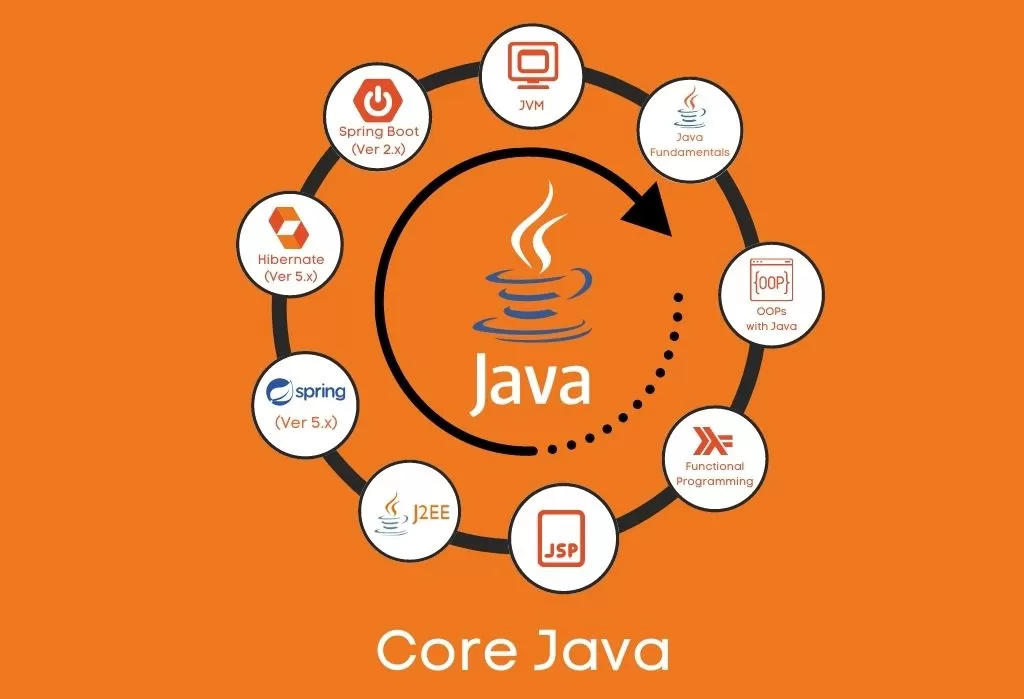 JVM
Java
Fundamentals
{OOP}
OOPs
with Java
Functional
Programming
JSP
J2EE
spring
(Ver 5.x)
Hibernate
(Ver 5.x)
Spring Boot
(Ver 2.x)
Java
Core Java